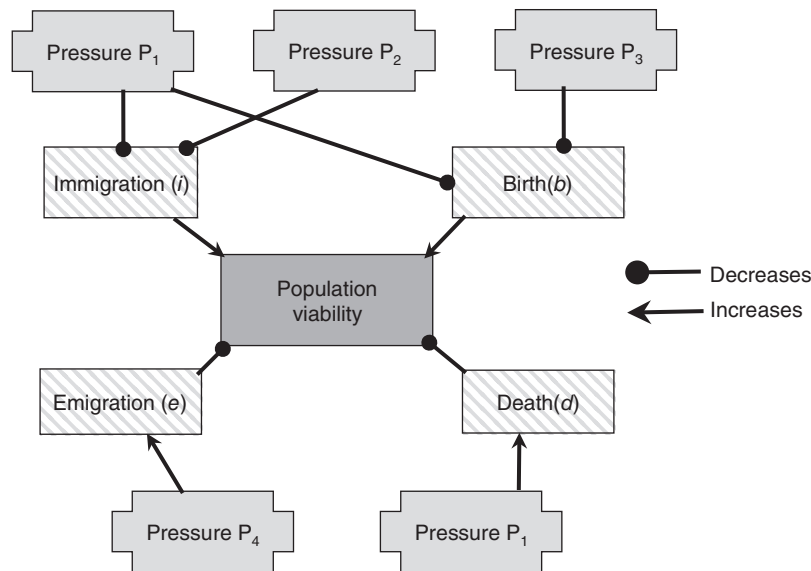 Pressure P₁
Pressure P₂
Pressure P₃
Immigration (i)
Birth(b)
Population
viability
Decreases
Increases
Emigration (e)
Death(d)
Pressure P₄
Pressure P₁